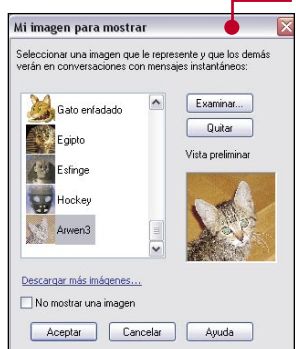 Mi imagen para mostrar
Seleccionar una imagen que le represente y que los demás
verán en conversaciones con mensajes instantáneos:
Gato enfadado
Egipto
Esfinge
Hockey
Arwen3
Examinar...
Quitar
Vista preliminar
Descargar más imágenes...
No mostrar una imagen
Aceptar
Cancelar
Ayuda